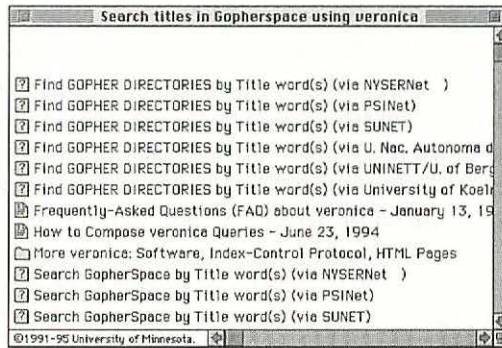 Search titles in Gopherspace using veronica
Find GOPHER DIRECTORIES by Title word(s) (via NYSERNet )
Find GOPHER DIRECTORIES by Title word(s) (via PSINet)
Find GOPHER DIRECTORIES by Title word(s) (via SUNET)
Find GOPHER DIRECTORIES by Title word(s) (via U. Nac. Autonoma d
Find GOPHER DIRECTORIES by Title word(s) (via UNINETT/U. of Berg
Find GOPHER DIRECTORIES by Title word(s) (via University of Koel
Frequently-Asked Questions (FAQ) about veronica - January 13, 19
How to Compose veronica Queries - June 23, 1994
More veronica: Software, Index-Control Protocol, HTML Pages
Search GopherSpace by Title word(s) (via NYSERNet )
Search GopherSpace by Title word(s) (via PSINet)
Search GopherSpace by Title word(s) (via SUNET)
©1991-95 University of Minnesota.